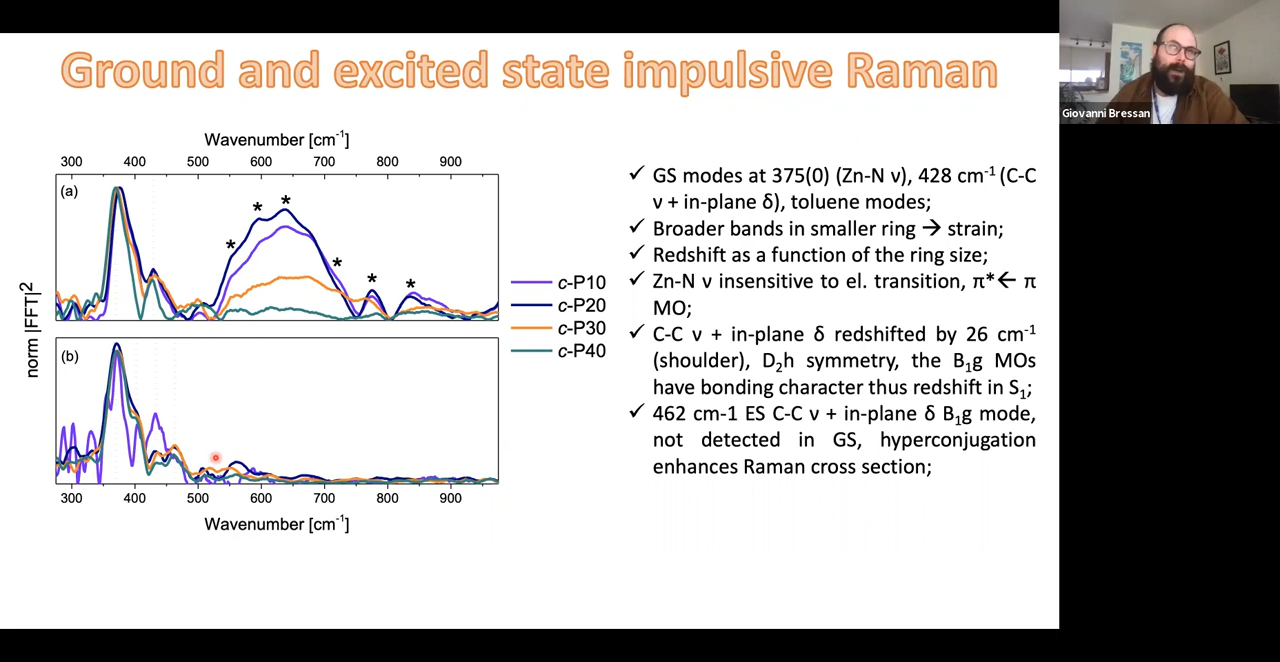 Ground and excited state impulsive Raman
Giovanni Bressan
Wavenumber [cm⁻¹]
300 400 500 600 700 800 900
(a)
* * * * * *
norm |FFT|²
c-P10
c-P20
c-P30
c-P40
(b)
300 400 500 600 700 800 900
Wavenumber [cm⁻¹]
✓ GS modes at 375(0) (Zn-N ν), 428 cm⁻¹ (C-C
ν + in-plane δ), toluene modes;
✓ Broader bands in smaller ring → strain;
✓ Redshift as a function of the ring size;
✓ Zn-N ν insensitive to el. transition, π*← π
MO;
✓ C-C ν + in-plane δ redshifted by 26 cm⁻¹
(shoulder), D₂h symmetry, the B₁g MOs
have bonding character thus redshift in S₁;
✓ 462 cm-1 ES C-C ν + in-plane δ B₁g mode,
not detected in GS, hyperconjugation
enhances Raman cross section;